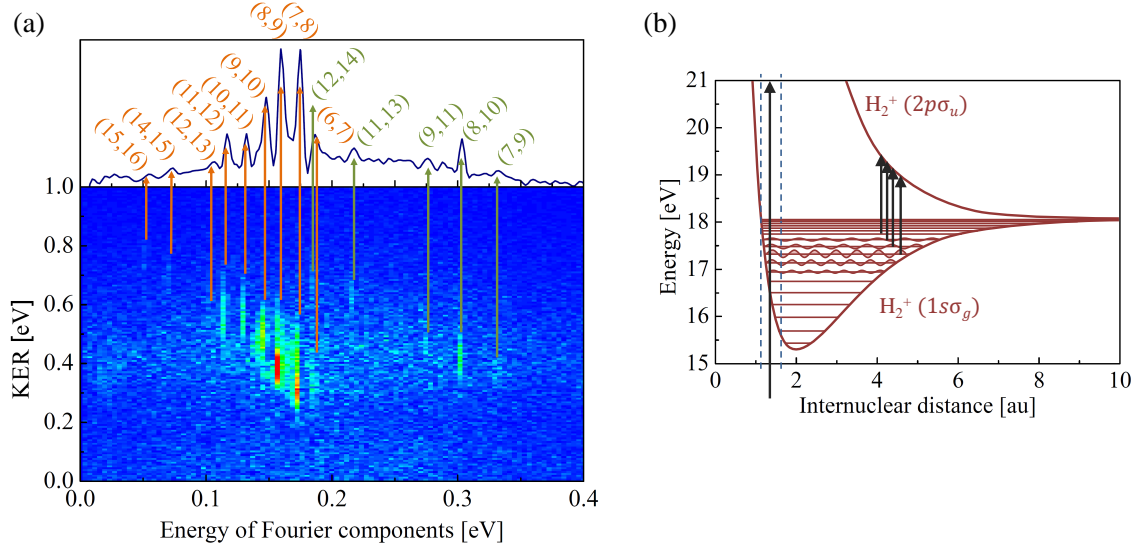 (a)
(15,16)
(14,15)
(12,13)
(11,12)
(10,11)
(9,10)
(8,9)
(7,8)
(12,14)
(6,7)
(11,13)
(9,11)
(8,10)
(7,9)
1.0
0.8
0.6
0.4
0.2
0.0
KER [eV]
0.0 0.1 0.2 0.3 0.4
Energy of Fourier components [eV]
(b)
21
20
19
18
17
16
15
Energy [eV]
H₂⁺ (2pσᵤ)
H₂⁺ (1sσ_g)
0 2 4 6 8 10
Internuclear distance [au]